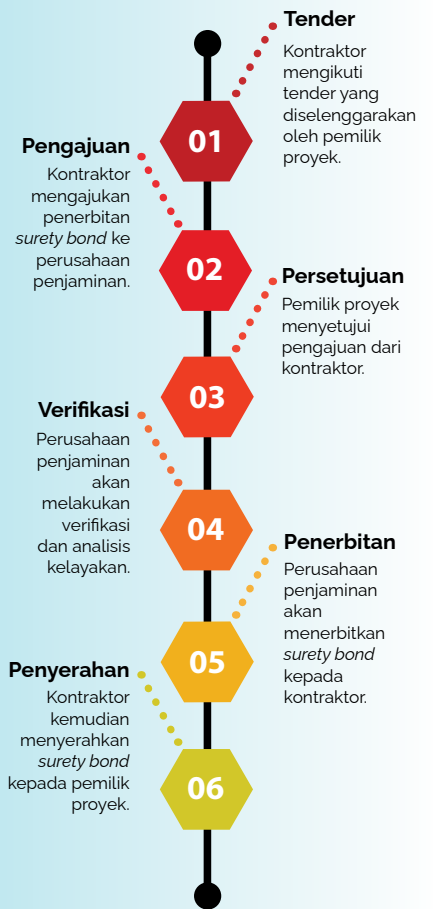 Tender
Kontraktor
mengikuti
tender yang
diselenggarakan
oleh pemilik
proyek.
01
Pengajuan
Kontraktor
mengajukan
penerbitan
surety bond ke
perusahaan
penjaminan.
02
Persetujuan
Pemilik proyek
menyetujui
pengajuan dari
kontraktor.
03
Verifikasi
Perusahaan
penjaminan
akan
melakukan
verifikasi
dan analisis
kelayakan.
04
Penerbitan
Perusahaan
penjaminan
akan
menerbitkan
surety bond
kepada
kontraktor.
05
Penyerahan
Kontraktor
kemudian
menyerahkan
surety bond
kepada pemilik
proyek.
06